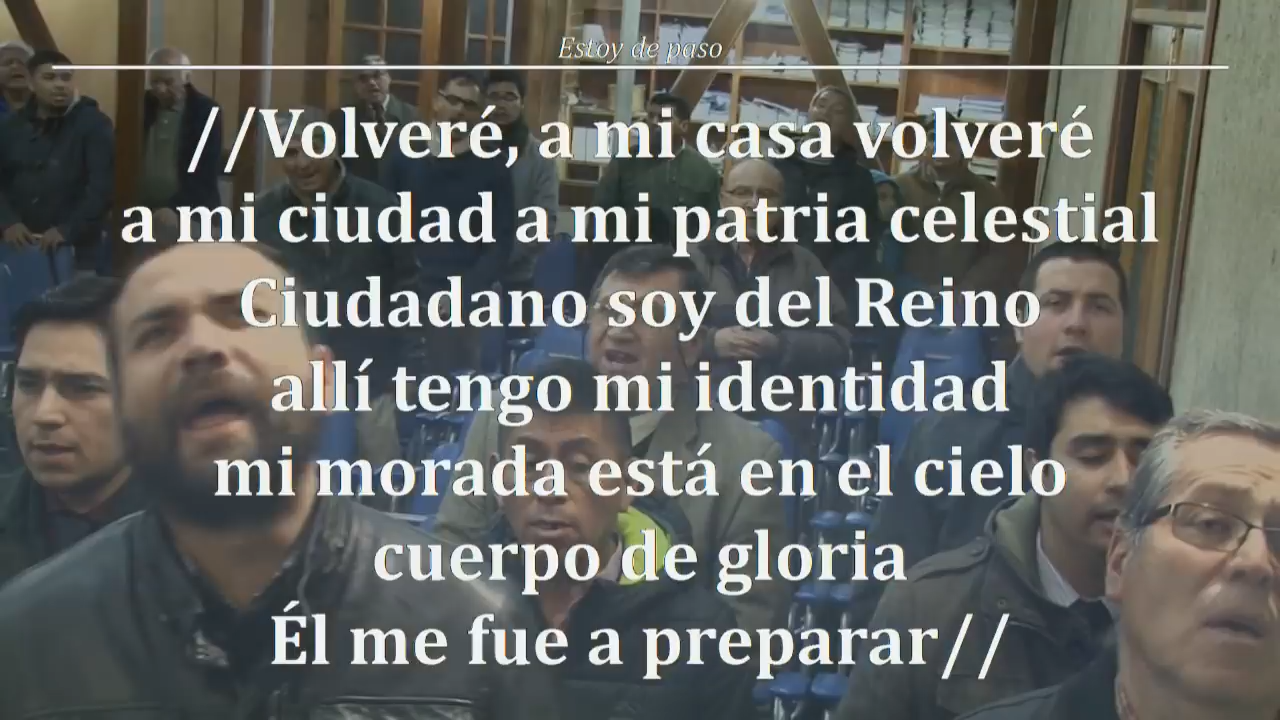 Estoy de paso
//Volveré, a mi casa volveré
a mi ciudad a mi patria celestial
Ciudadano soy del Reino
allí tengo mi identidad
mi morada está en el cielo
cuerpo de gloria
Él me fue a preparar//